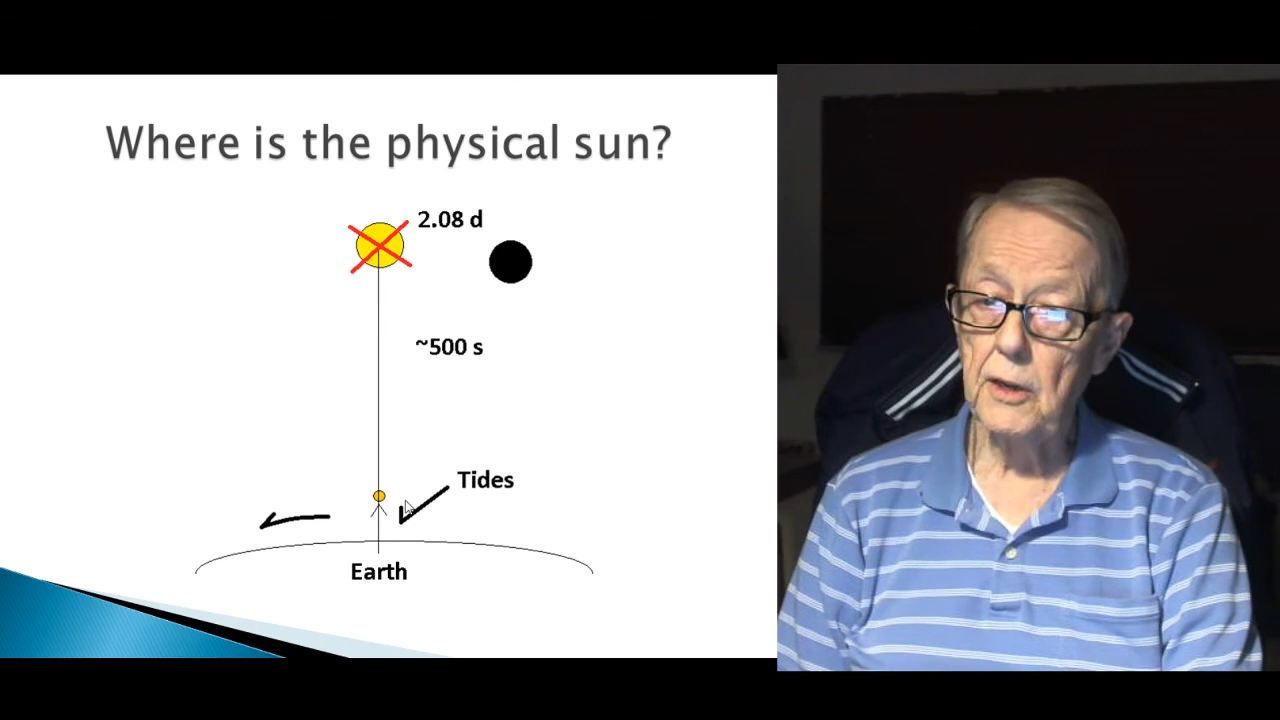 Where is the physical sun?
2.08 d
~500 s
Tides
Earth